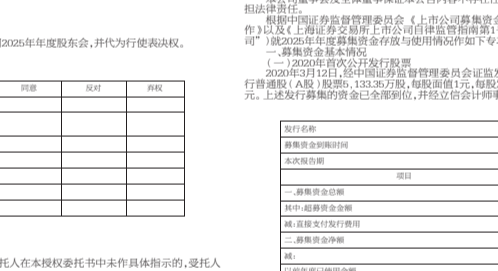 2025年年度股东会,并代为行使表决权。
同意 反对 弃权
托人在本授权委托书中未作具体指示的,受托人
担法律责任。
根据中国证券监督管理委员会《上市公司募集资金
作》以及《上海证券交易所上市公司自律监管指南第1
司”)就2025年年度募集资金存放与使用情况作如下专
一、募集资金基本情况
(一)2020年首次公开发行股票
2020年3月12日,经中国证券监督管理委员会证监发
行普通股(A股)股票5,133.35万股,每股面值1元,每股发
元。上述发行募集的资金已全部到位,并经立信会计师事
发行名称
募集资金到账时间
本次报告期
项目
一、募集资金总额
其中:超募资金金额
减:直接支付发行费用
二、募集资金净额
减:
以前年度已使用金额